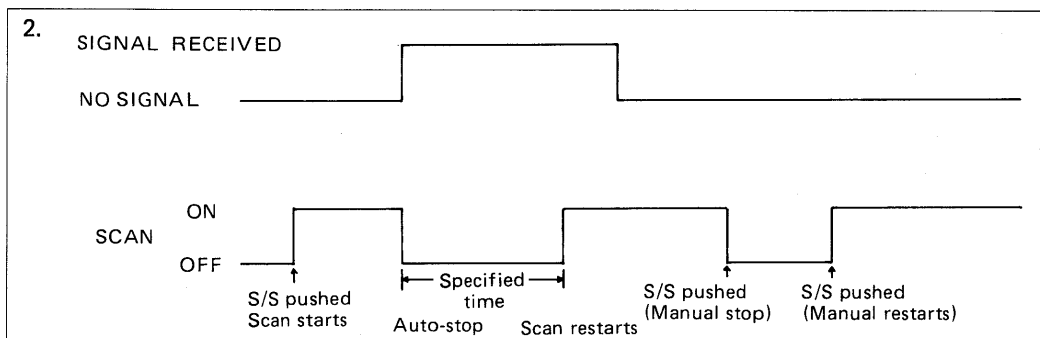 2.
SIGNAL RECEIVED
NO SIGNAL
ON
SCAN
OFF
Specified
time
S/S pushed
Scan starts
Auto-stop
Scan restarts
S/S pushed
(Manual stop)
S/S pushed
(Manual restarts)